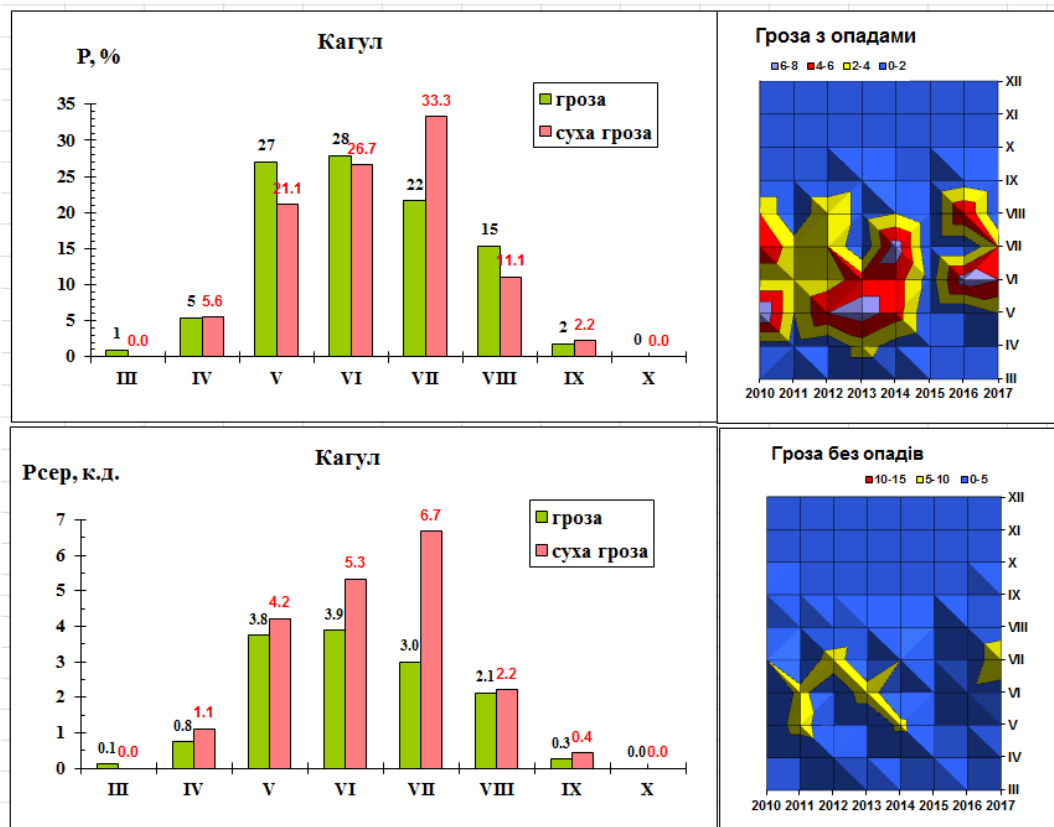 Кагул
P, %
гроза
суха гроза
35
30
25
20
15
10
5
0
1 0.0
5 5.6
27 21.1
28 26.7
22 33.3
15 11.1
2 2.2
0 0.0
III IV V VI VII VIII IX X
Гроза з опадами
6-8 4-6 2-4 0-2
XII
XI
X
IX
VIII
VII
VI
V
IV
III
2010 2011 2012 2013 2014 2015 2016 2017
Кагул
Рсер, к.д.
гроза
суха гроза
7
6
5
4
3
2
1
0
0.1 0.0
0.8 1.1
3.8 4.2
3.9 5.3
3.0 6.7
2.1 2.2
0.3 0.4
0.0 0.0
III IV V VI VII VIII IX X
Гроза без опадів
10-15 5-10 0-5
XII
XI
X
IX
VIII
VII
VI
V
IV
III
2010 2011 2012 2013 2014 2015 2016 2017